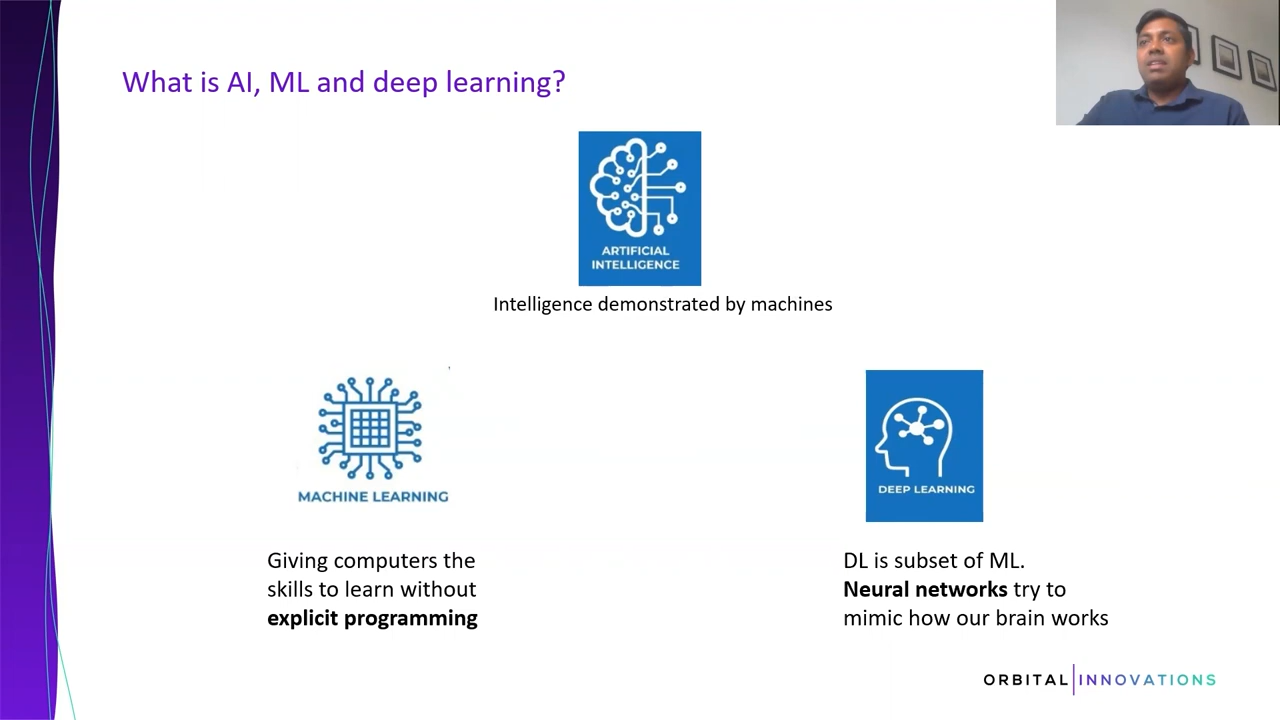 What is AI, ML and deep learning?
ARTIFICIAL
INTELLIGENCE
Intelligence demonstrated by machines
MACHINE LEARNING
Giving computers the
skills to learn without
explicit programming
DEEP LEARNING
DL is subset of ML.
Neural networks try to
mimic how our brain works
ORBITAL INNOVATIONS